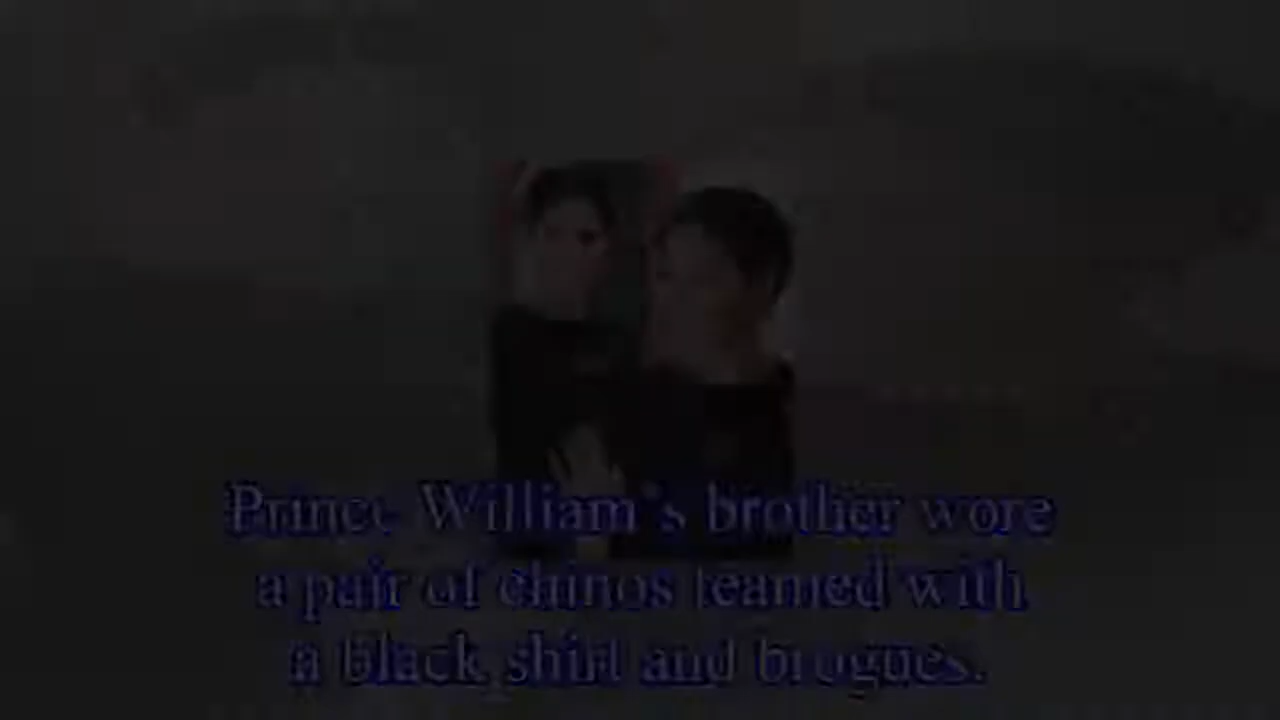 Prince William's brother wore
a pair of chinos teamed with
a black shirt and brogues.